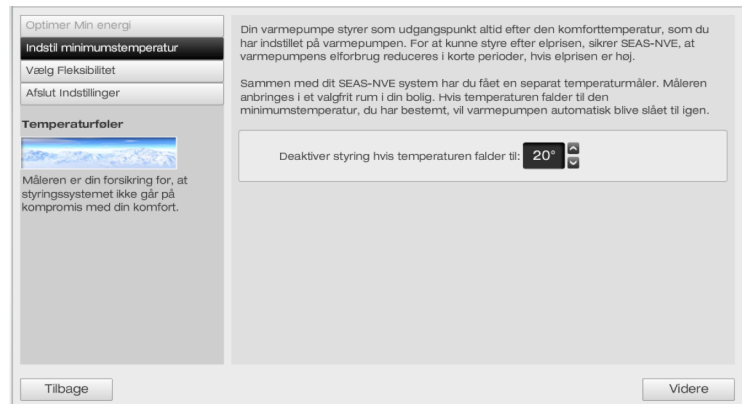 Optimer Min energi
Indstil minimumstemperatur
Vælg Fleksibilitet
Afslut Indstillinger
Temperaturføler
Måleren er din forsikring for, at
styringssystemet ikke går på
kompromis med din komfort.
Din varmepumpe styrer som udgangspunkt altid efter den komforttemperatur, som du
har indstillet på varmepumpen. For at kunne styre efter elprisen, sikrer SEAS-NVE, at
varmepumpens elforbrug reduceres i korte perioder, hvis elprisen er høj.
Sammen med dit SEAS-NVE system har du fået en separat temperaturmåler. Måleren
anbringes i et valgfrit rum i din bolig. Hvis temperaturen falder til den
minimumstemperatur, du har bestemt, vil varmepumpen automatisk blive slået til igen.
Deaktiver styring hvis temperaturen falder til: 20°
Tilbage
Videre